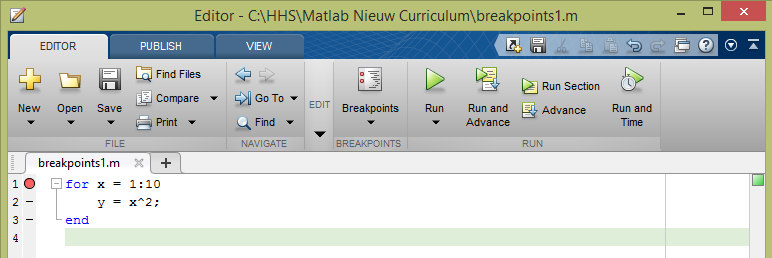 Editor - C:\HHS\Matlab Nieuw Curriculum\breakpoints1.m
EDITOR PUBLISH VIEW
New Open Save Find Files Compare Print Go To Find EDIT Breakpoints Run Run and Advance Run Section Advance Run and Time
FILE NAVIGATE BREAKPOINTS RUN
breakpoints1.m
1 for x = 1:10
2 y = x^2;
3 end
4